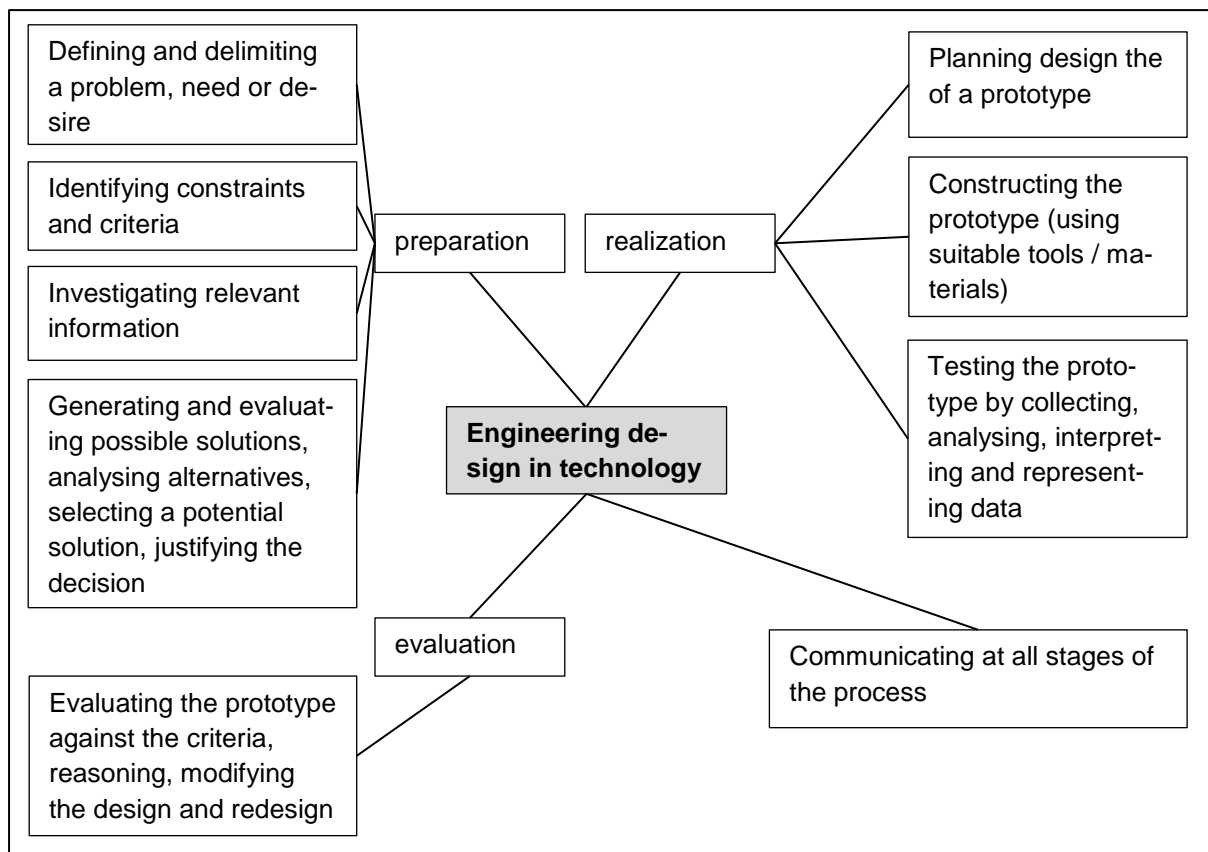 Defining and delimiting
a problem, need or de-
sire
Identifying constraints
and criteria
Investigating relevant
information
Generating and evaluat-
ing possible solutions,
analysing alternatives,
selecting a potential
solution, justifying the
decision
preparation
realization
Planning design the
of a prototype
Constructing the
prototype (using
suitable tools / ma-
terials)
Testing the proto-
type by collecting,
analysing, interpret-
ing and represent-
ing data
Engineering de-
sign in technology
evaluation
Evaluating the prototype
against the criteria,
reasoning, modifying
the design and redesign
Communicating at all stages of
the process